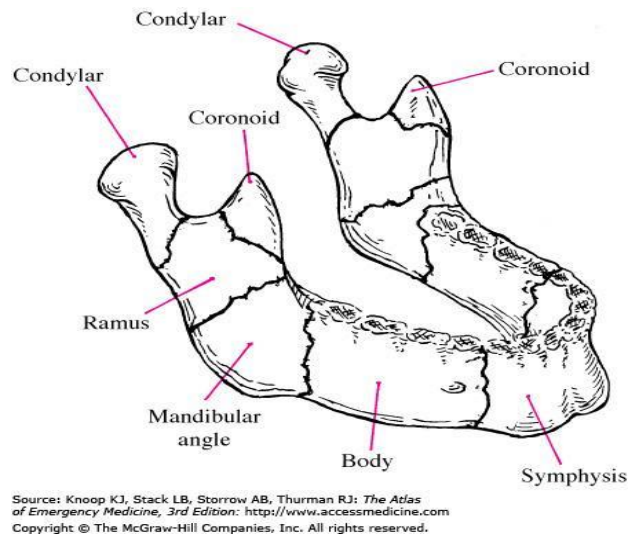 Condylar
Condylar
Coronoid
Coronoid
Ramus
Mandibular
angle
Body
Symphysis
Source: Knoop KJ, Stack LB, Storrow AB, Thurman RJ: The Atlas
of Emergency Medicine, 3rd Edition: http://www.accessmedicine.com
Copyright © The McGraw-Hill Companies, Inc. All rights reserved.